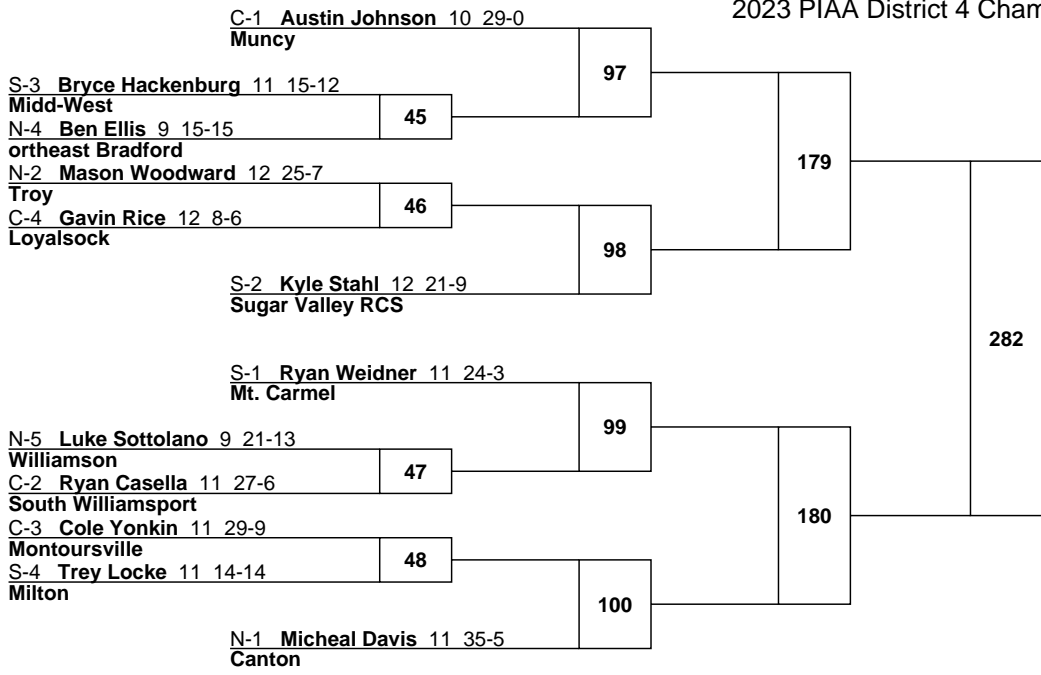 2023 PIAA District 4 Cham
C-1 Austin Johnson 10 29-0
Muncy
97
S-3 Bryce Hackenburg 11 15-12
Midd-West
45
N-4 Ben Ellis 9 15-15
ortheast Bradford
179
N-2 Mason Woodward 12 25-7
Troy
46
C-4 Gavin Rice 12 8-6
Loyalsock
98
S-2 Kyle Stahl 12 21-9
Sugar Valley RCS
282
S-1 Ryan Weidner 11 24-3
Mt. Carmel
99
N-5 Luke Sottolano 9 21-13
Williamson
47
C-2 Ryan Casella 11 27-6
South Williamsport
180
C-3 Cole Yonkin 11 29-9
Montoursville
48
S-4 Trey Locke 11 14-14
Milton
100
N-1 Micheal Davis 11 35-5
Canton